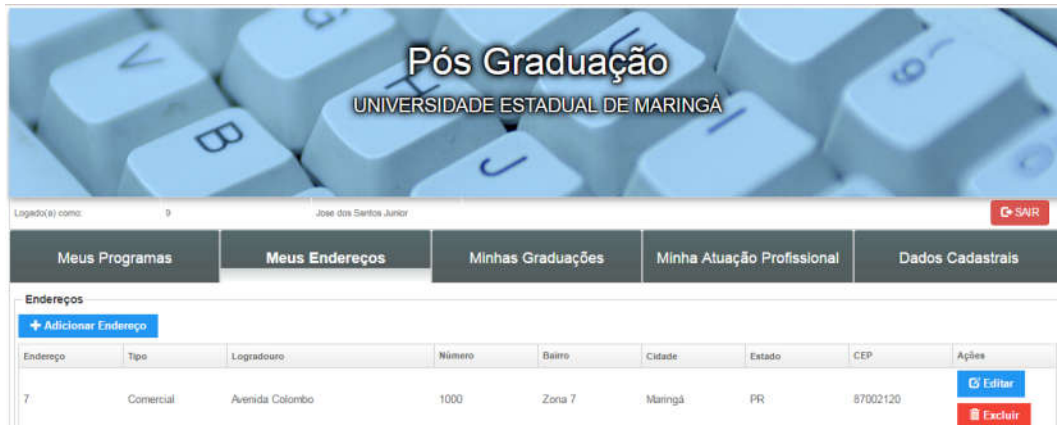 Pós Graduação
UNIVERSIDADE ESTADUAL DE MARINGÁ
V
G
H
B
J
9
Logado(a) como: 9 Jose dos Santos Junior SAIR
Meus Programas Meus Endereços Minhas Graduações Minha Atuação Profissional Dados Cadastrais
Endereços
Adicionar Endereço
Endereço Tipo Logradouro Número Bairro Cidade Estado CEP Ações
7 Comercial Avenida Colombo 1000 Zona 7 Maringá PR 87002120 Editar
Excluir